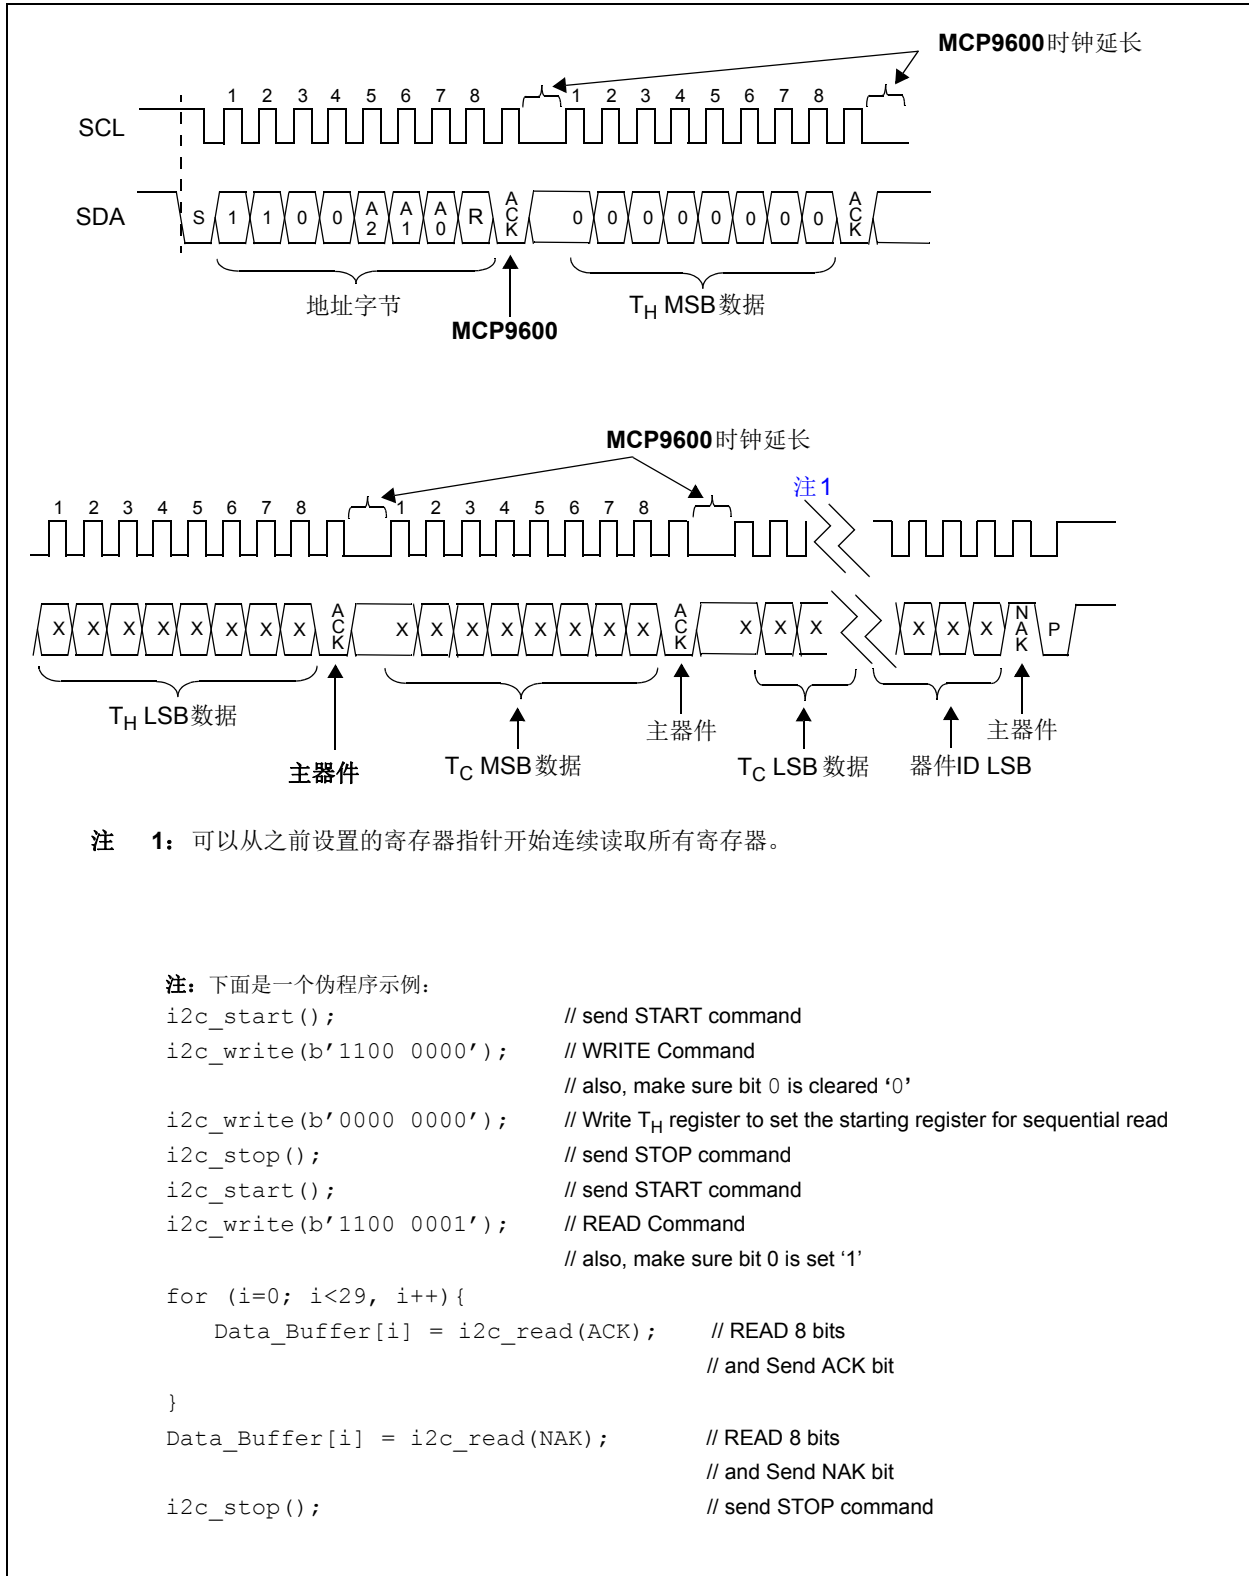 MCP9600时钟延长
1 2 3 4 5 6 7 8 1 2 3 4 5 6 7 8
SCL
SDA S 1 1 0 0 A2 A1 A0 R ACK 0 0 0 0 0 0 0 0 ACK
地址字节 TH MSB数据
MCP9600
MCP9600时钟延长
注1
1 2 3 4 5 6 7 8 1 2 3 4 5 6 7 8
X X X X X X X X ACK X X X X X X X X ACK X X X X X X NAK P
TH LSB数据 主器件 主器件
主器件 TC MSB数据 TC LSB 数据 器件ID LSB
注 1：可以从之前设置的寄存器指针开始连续读取所有寄存器。
注：下面是一个伪程序示例：
i2c_start(); // send START command
i2c_write(b’1100 0000’); // WRITE Command
// also, make sure bit 0 is cleared ‘0’
i2c_write(b’0000 0000’); // Write TH register to set the starting register for sequential read
i2c_stop(); // send STOP command
i2c_start(); // send START command
i2c_write(b’1100 0001’); // READ Command
// also, make sure bit 0 is set ‘1’
for (i=0; i<29, i++){
Data_Buffer[i] = i2c_read(ACK); // READ 8 bits
// and Send ACK bit
}
Data_Buffer[i] = i2c_read(NAK); // READ 8 bits
// and Send NAK bit
i2c_stop(); // send STOP command